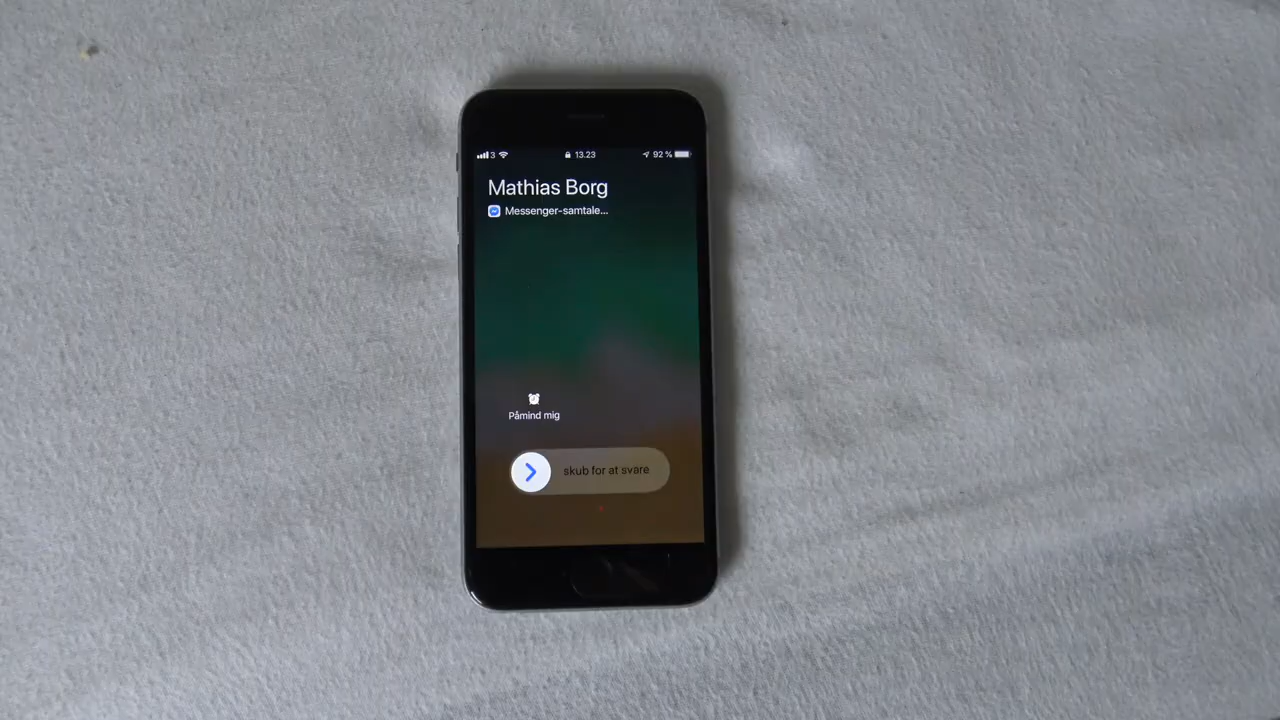 3 13.23 92 %
Mathias Borg
Messenger-samtale...
Påmind mig
skub for at svare